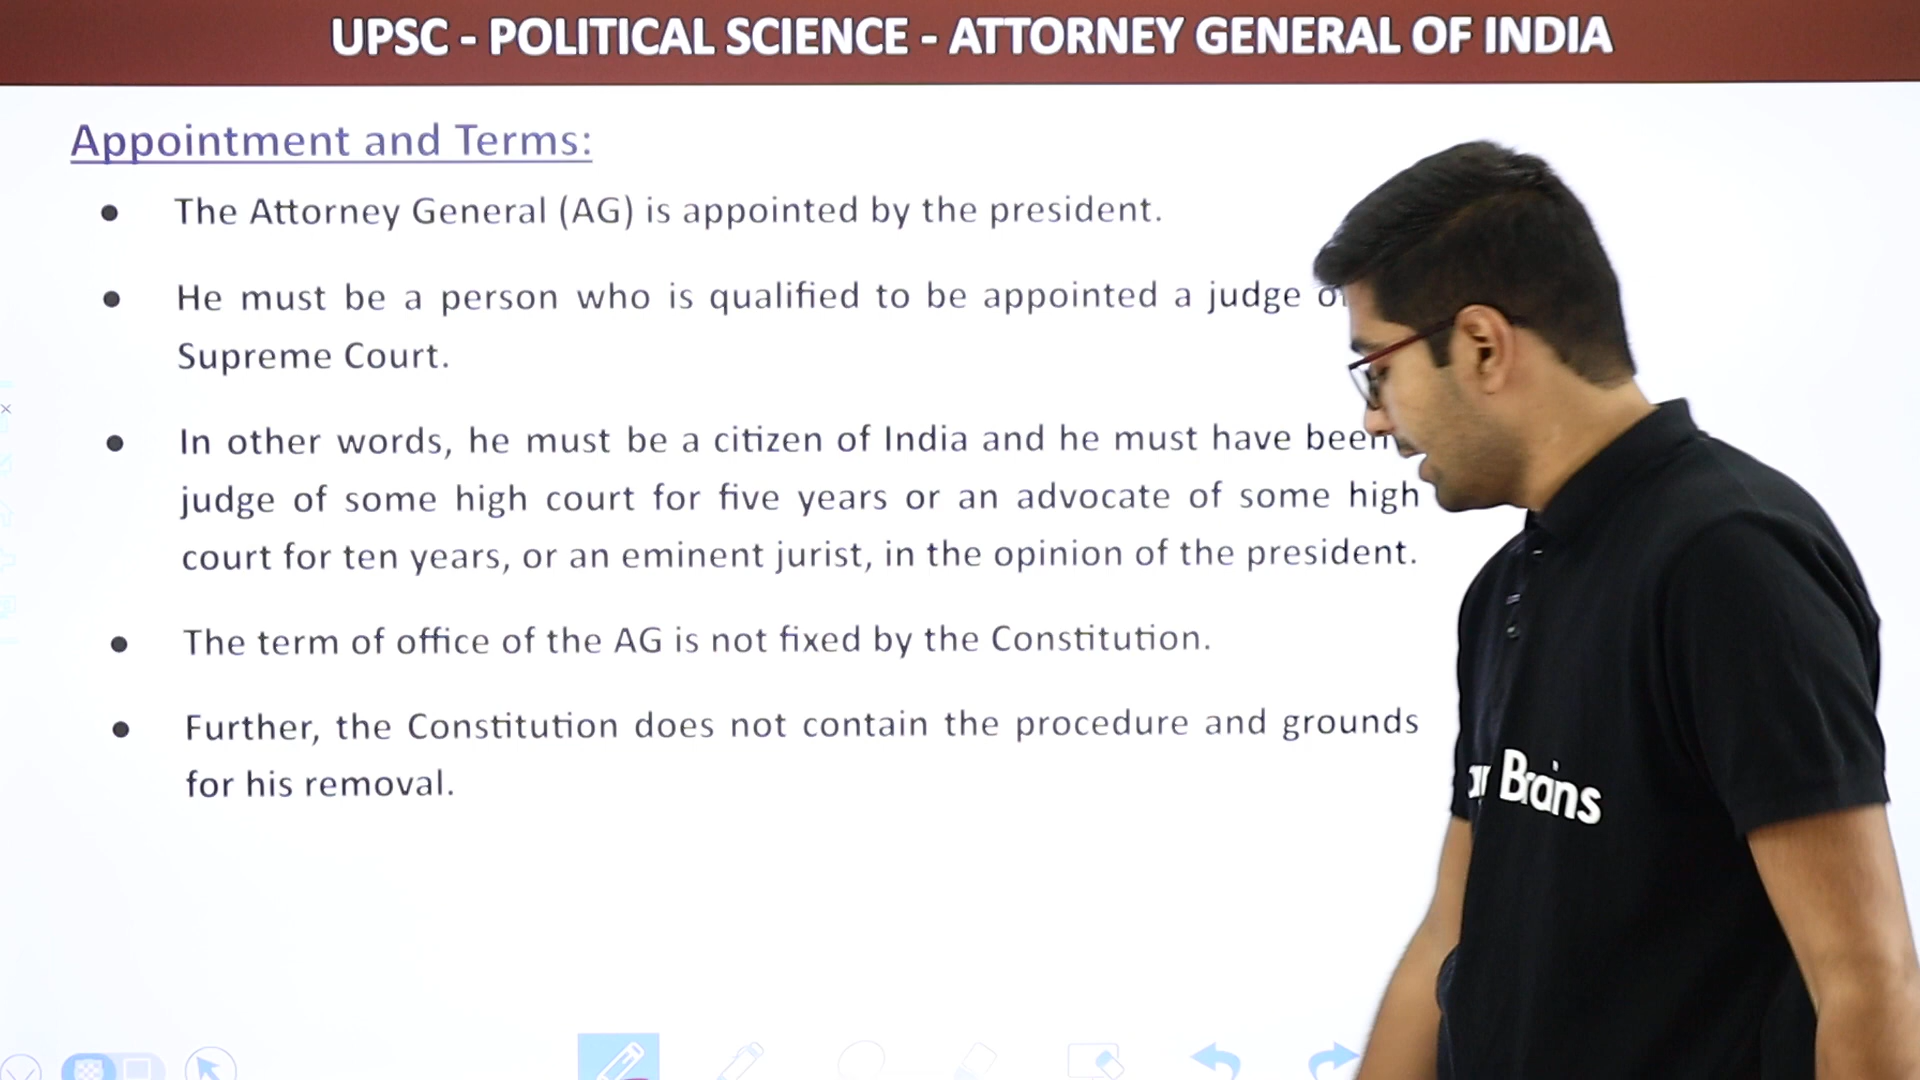 UPSC - POLITICAL SCIENCE - ATTORNEY GENERAL OF INDIA
Appointment and Terms:
● The Attorney General (AG) is appointed by the president.
● He must be a person who is qualified to be appointed a judge
Supreme Court.
● In other words, he must be a citizen of India and he must have been
judge of some high court for five years or an advocate of some high
court for ten years, or an eminent jurist, in the opinion of the president.
● The term of office of the AG is not fixed by the Constitution.
● Further, the Constitution does not contain the procedure and grounds
for his removal.
Brains